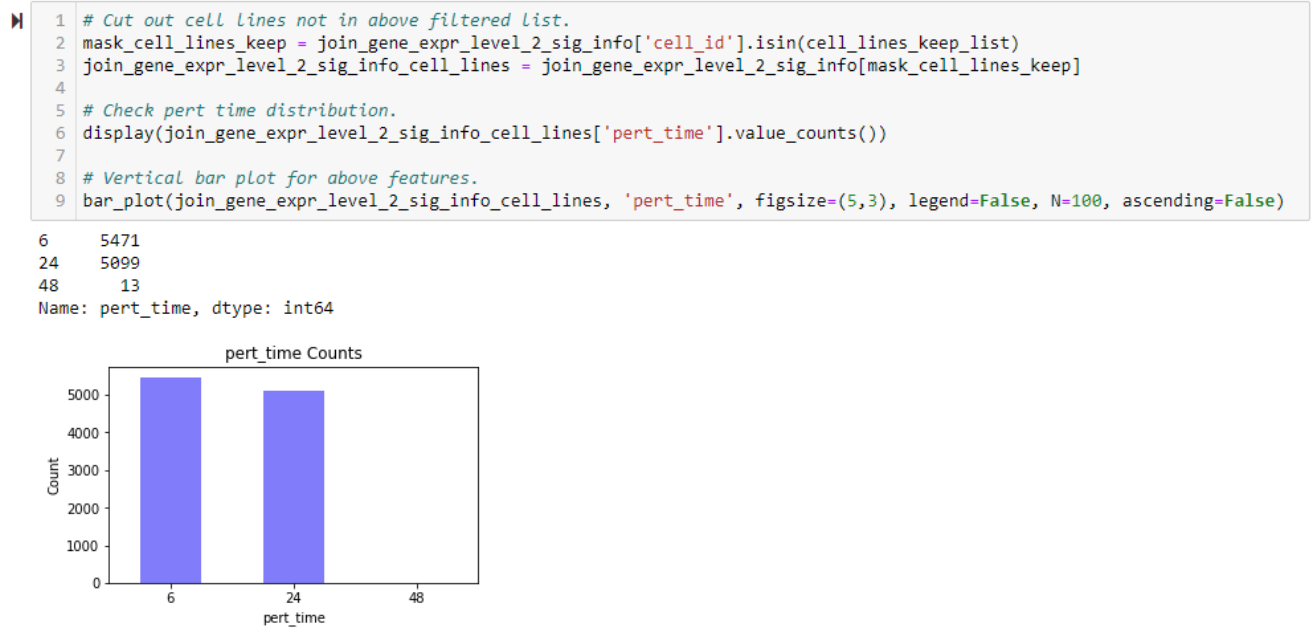 1 # Cut out cell lines not in above filtered list.
2 mask_cell_lines_keep = join_gene_expr_level_2_sig_info['cell_id'].isin(cell_lines_keep_list)
3 join_gene_expr_level_2_sig_info_cell_lines = join_gene_expr_level_2_sig_info[mask_cell_lines_keep]
4
5 # Check pert time distribution.
6 display(join_gene_expr_level_2_sig_info_cell_lines['pert_time'].value_counts())
7
8 # Vertical bar plot for above features.
9 bar_plot(join_gene_expr_level_2_sig_info_cell_lines, 'pert_time', figsize=(5,3), legend=False, N=100, ascending=False)
6 5471
24 5099
48 13
Name: pert_time, dtype: int64
pert_time Counts
5000
4000
3000
2000
1000
0
Count
6 24 48
pert_time